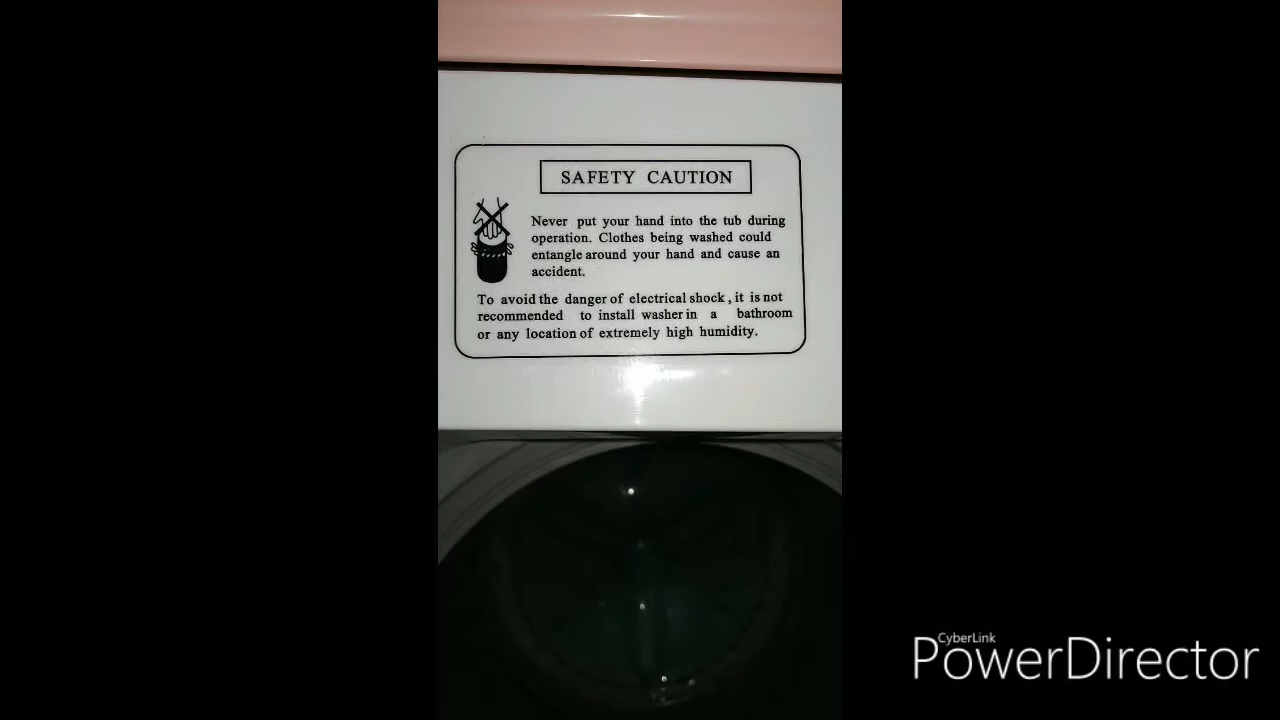 SAFETY CAUTION
Never put your hand into the tub during
operation. Clothes being washed could
entangle around your hand and cause an
accident.
To avoid the danger of electrical shock, it is not
recommended to install washer in a bathroom
or any location of extremely high humidity.
CyberLink
PowerDirector